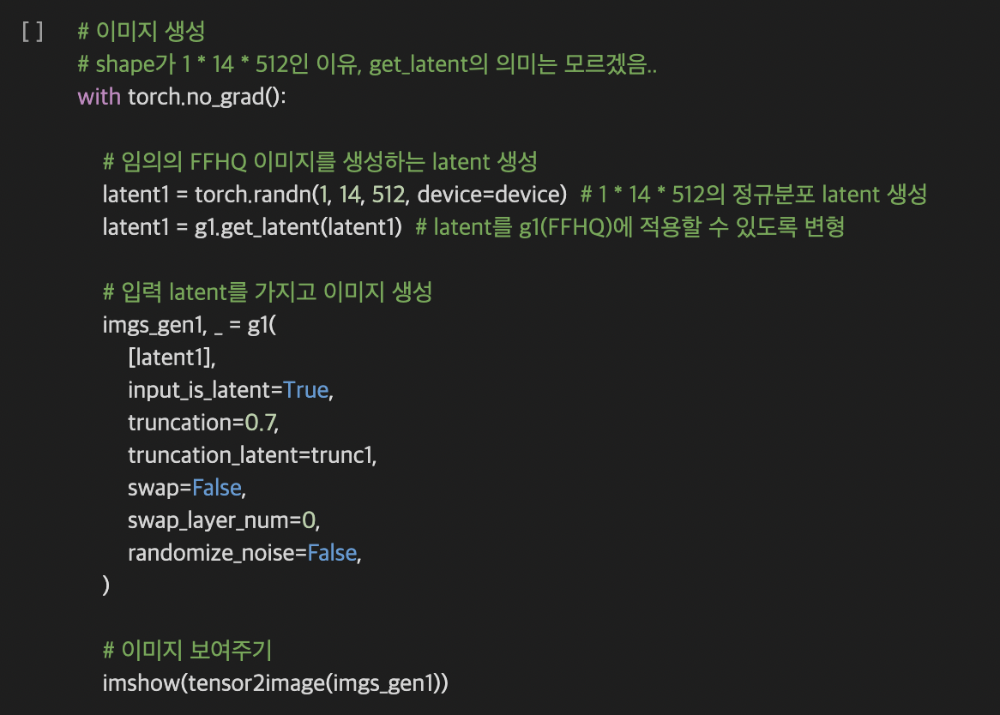 [ ] # 이미지 생성
# shape가 1 * 14 * 512인 이유, get_latent의 의미는 모르겠음..
with torch.no_grad():
# 임의의 FFHQ 이미지를 생성하는 latent 생성
latent1 = torch.randn(1, 14, 512, device=device) # 1 * 14 * 512의 정규분포 latent 생성
latent1 = g1.get_latent(latent1) # latent를 g1(FFHQ)에 적용할 수 있도록 변형
# 입력 latent를 가지고 이미지 생성
imgs_gen1, _ = g1(
[latent1],
input_is_latent=True,
truncation=0.7,
truncation_latent=trunc1,
swap=False,
swap_layer_num=0,
randomize_noise=False,
)
# 이미지 보여주기
imshow(tensor2image(imgs_gen1))